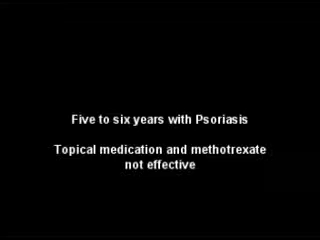 Five to six years with Psoriasis
Topical medication and methotrexate
not effective